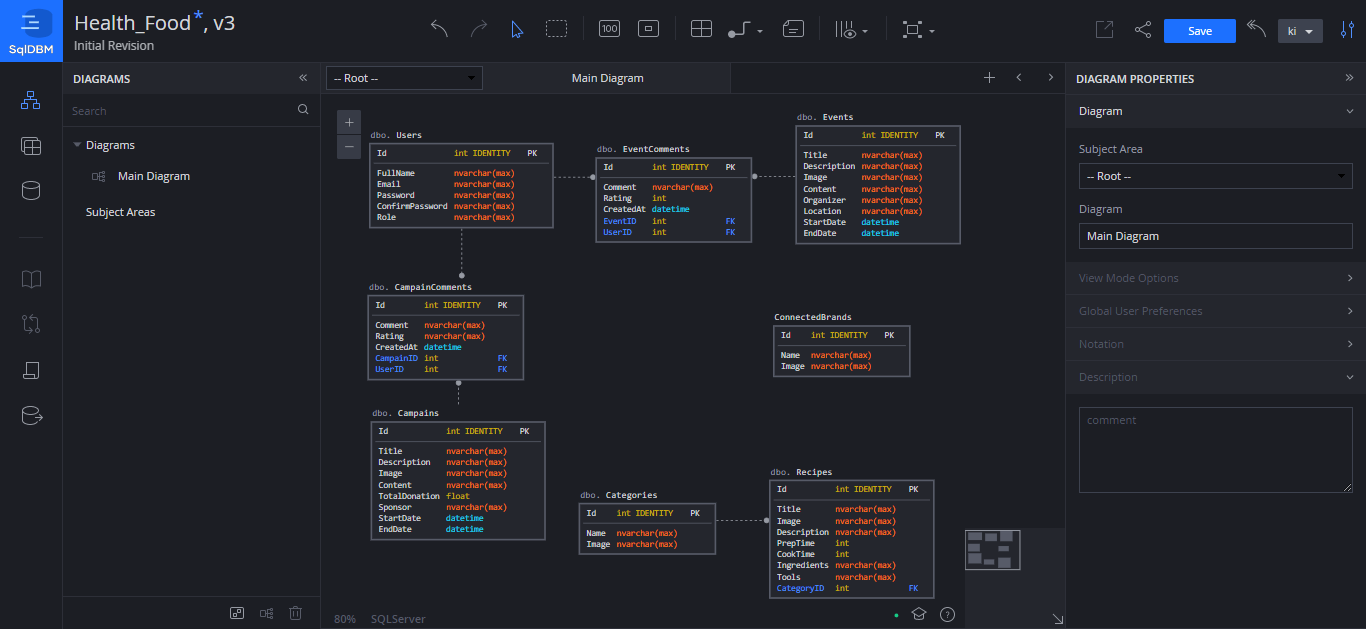 SqlDBM
Health_Food*, v3
Initial Revision
100
Save
ki
DIAGRAMS
Search
Diagrams
Main Diagram
Subject Areas
-- Root --
Main Diagram
dbo. Users
Id int IDENTITY PK
FullName nvarchar(max)
Email nvarchar(max)
Password nvarchar(max)
ConfirmPassword nvarchar(max)
Role nvarchar(max)
dbo. EventComments
Id int IDENTITY PK
Comment nvarchar(max)
Rating int
CreatedAt datetime
EventID int FK
UserID int FK
dbo. Events
Id int IDENTITY PK
Title nvarchar(max)
Description nvarchar(max)
Image nvarchar(max)
Content nvarchar(max)
Organizer nvarchar(max)
Location nvarchar(max)
StartDate datetime
EndDate datetime
dbo. CampainComments
Id int IDENTITY PK
Comment nvarchar(max)
Rating nvarchar(max)
CreatedAt datetime
CampainID int FK
UserID int FK
ConnectedBrands
Id int IDENTITY PK
Name nvarchar(max)
Image nvarchar(max)
dbo. Campains
Id int IDENTITY PK
Title nvarchar(max)
Description nvarchar(max)
Image nvarchar(max)
Content nvarchar(max)
TotalDonation float
Sponsor nvarchar(max)
StartDate datetime
EndDate datetime
dbo. Categories
Id int IDENTITY PK
Name nvarchar(max)
Image nvarchar(max)
dbo. Recipes
Id int IDENTITY PK
Title nvarchar(max)
Image nvarchar(max)
Description nvarchar(max)
PrepTime int
CookTime int
Ingredients nvarchar(max)
Tools nvarchar(max)
CategoryID int FK
80% SQLServer
DIAGRAM PROPERTIES
Diagram
Subject Area
-- Root --
Diagram
Main Diagram
View Mode Options
Global User Preferences
Notation
Description
comment